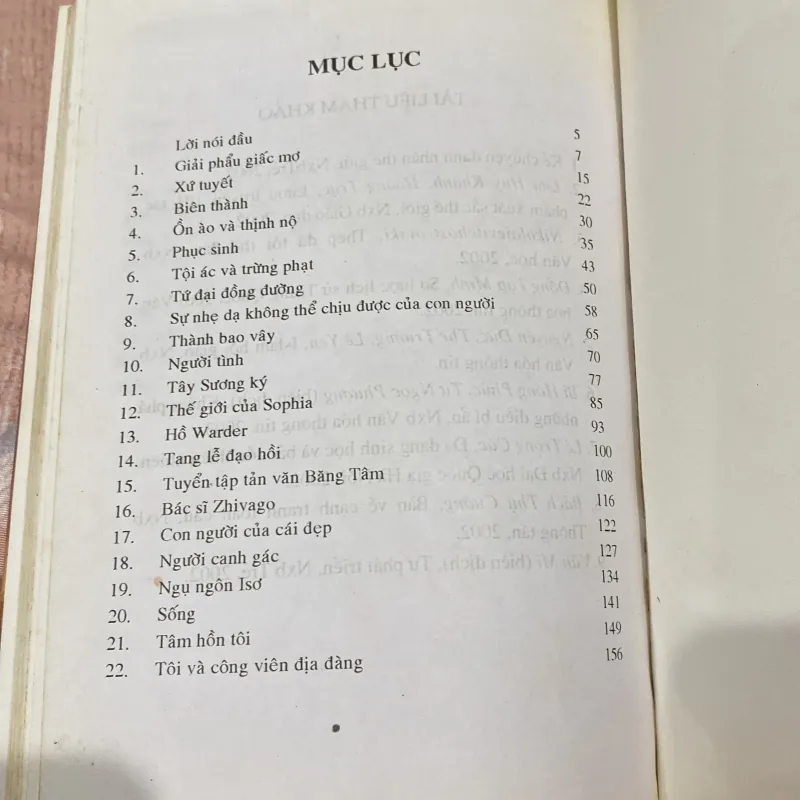 MỤC LỤC
Lời nói đầu 5
1. Giải phẩu giấc mơ 7
2. Xứ tuyết 15
3. Biên thành 22
4. Ồn ào và thịnh nộ 30
5. Phục sinh 35
6. Tội ác và trừng phạt 43
7. Tứ đại đồng đường 50
8. Sự nhẹ dạ không thể chịu được của con người 58
9. Thành bao vây 65
10. Người tình 70
11. Tây Sương ký 77
12. Thế giới của Sophia 85
13. Hồ Warder 93
14. Tang lễ đạo hồi 100
15. Tuyển tập tản văn Băng Tâm 108
16. Bác sĩ Zhivago 116
17. Con người của cái đẹp 122
18. Người canh gác 127
19. Ngụ ngôn Isơ 134
20. Sống 141
21. Tâm hồn tôi 149
22. Tôi và công viên địa đàng 156